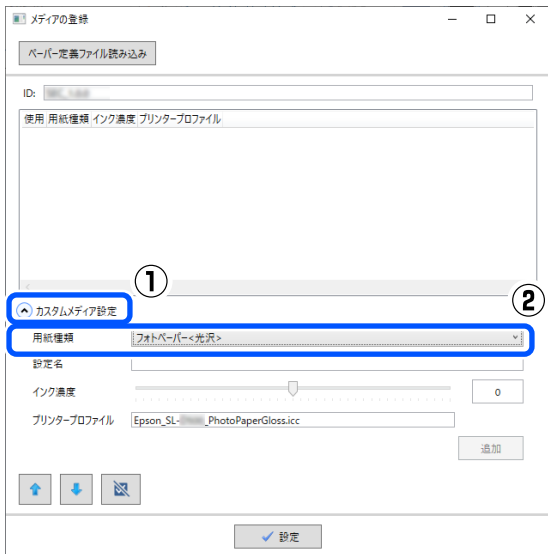 メディアの登録
ペーパー定義ファイル読み込み
ID:
使用 用紙種類 インク濃度 プリンタープロファイル
①
②
カスタムメディア設定
用紙種類 フォトペーパー<光沢>
設定名
インク濃度 0
プリンタープロファイル Epson_SL- _PhotoPaperGloss.icc
追加
設定